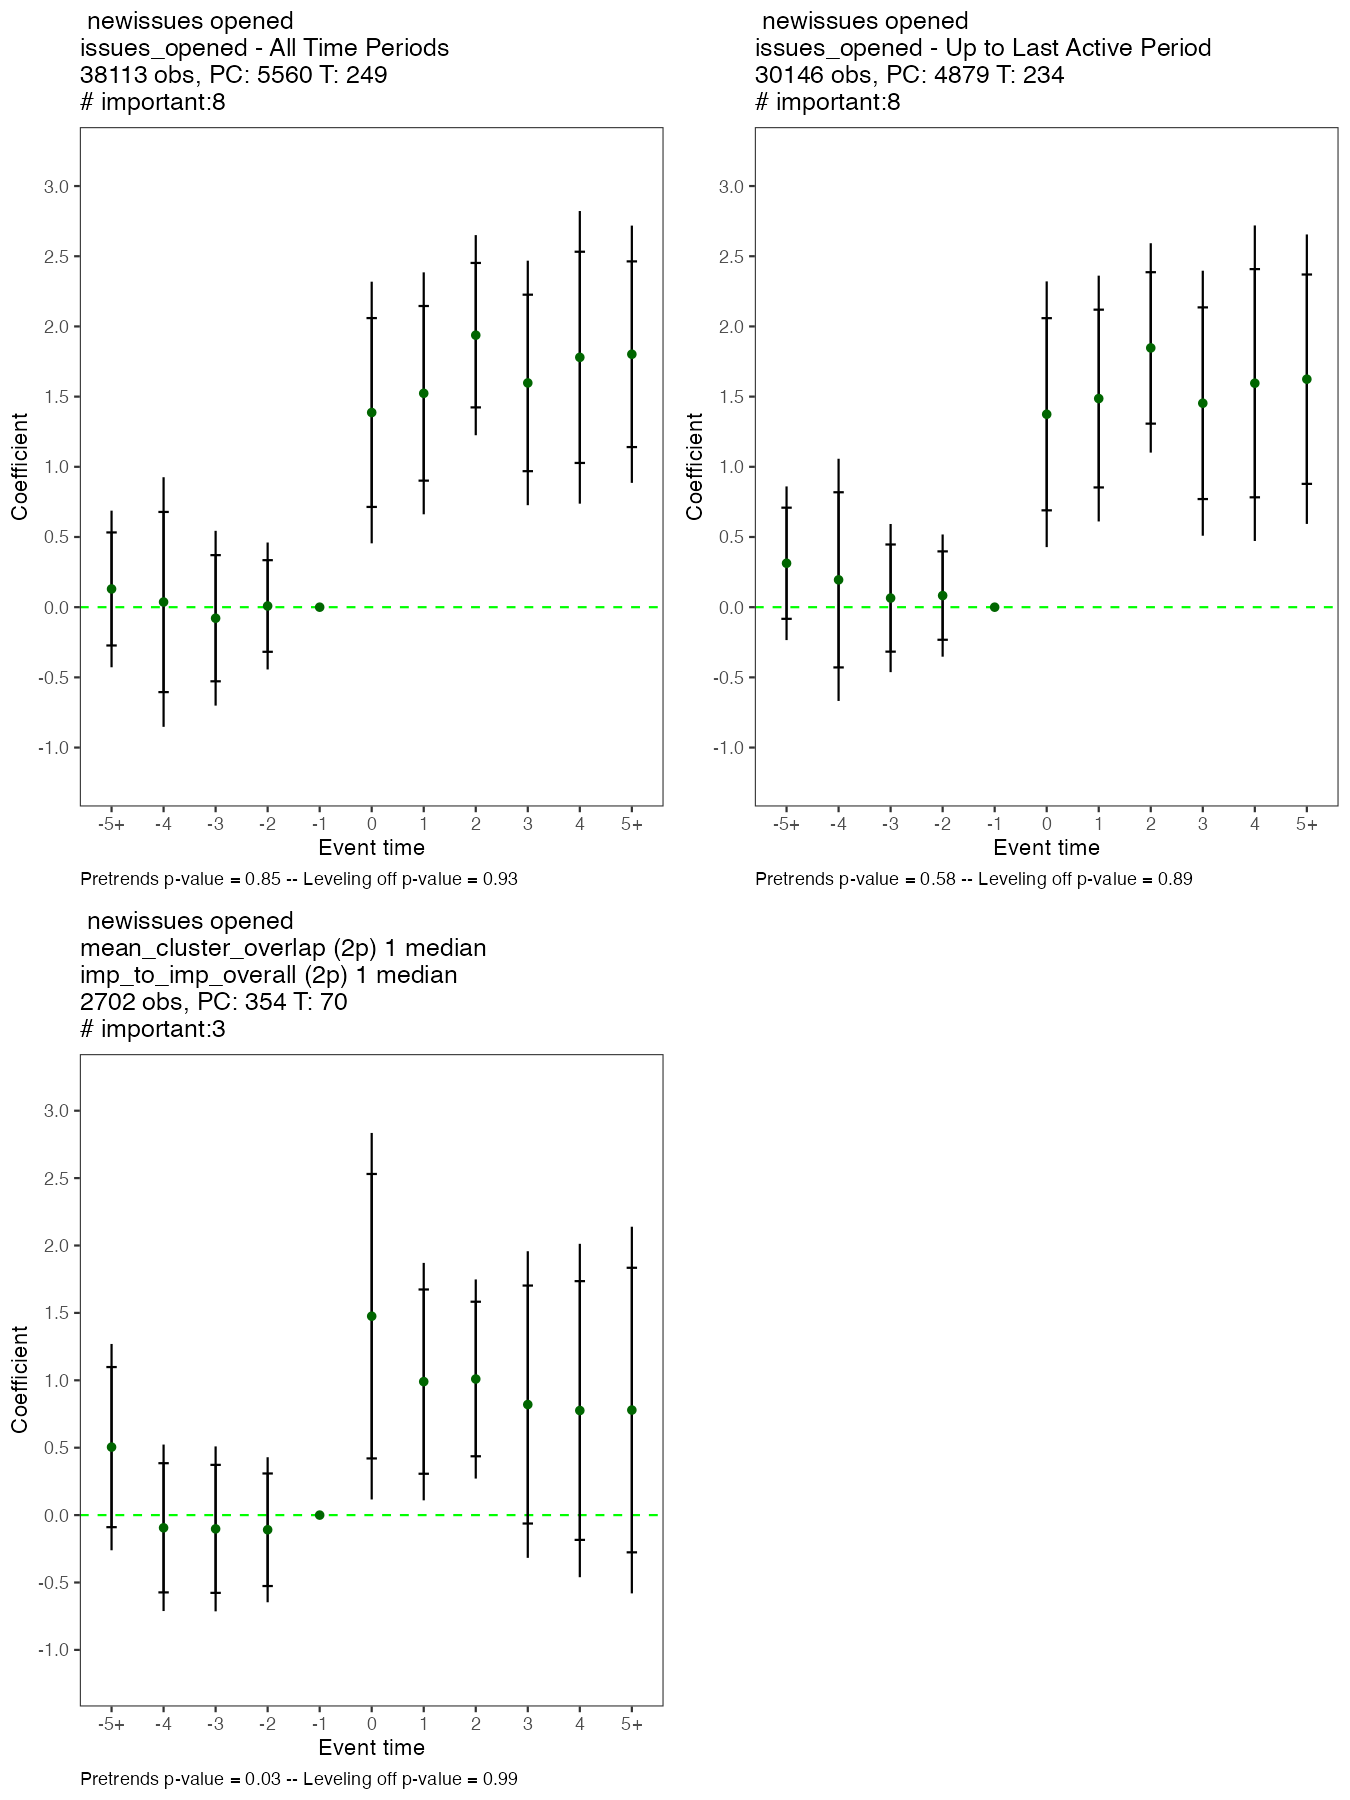 newissues opened
issues_opened - All Time Periods
38113 obs, PC: 5560 T: 249
# important:8
3.0
2.5
2.0
1.5
1.0
0.5
0.0
-0.5
-1.0
Coefficient
-5+ -4 -3 -2 -1 0 1 2 3 4 5+
Event time
Pretrends p-value = 0.85 -- Leveling off p-value = 0.93
newissues opened
issues_opened - Up to Last Active Period
30146 obs, PC: 4879 T: 234
# important:8
3.0
2.5
2.0
1.5
1.0
0.5
0.0
-0.5
-1.0
Coefficient
-5+ -4 -3 -2 -1 0 1 2 3 4 5+
Event time
Pretrends p-value = 0.58 -- Leveling off p-value = 0.89
newissues opened
mean_cluster_overlap (2p) 1 median
imp_to_imp_overall (2p) 1 median
2702 obs, PC: 354 T: 70
# important:3
3.0
2.5
2.0
1.5
1.0
0.5
0.0
-0.5
-1.0
Coefficient
-5+ -4 -3 -2 -1 0 1 2 3 4 5+
Event time
Pretrends p-value = 0.03 -- Leveling off p-value = 0.99